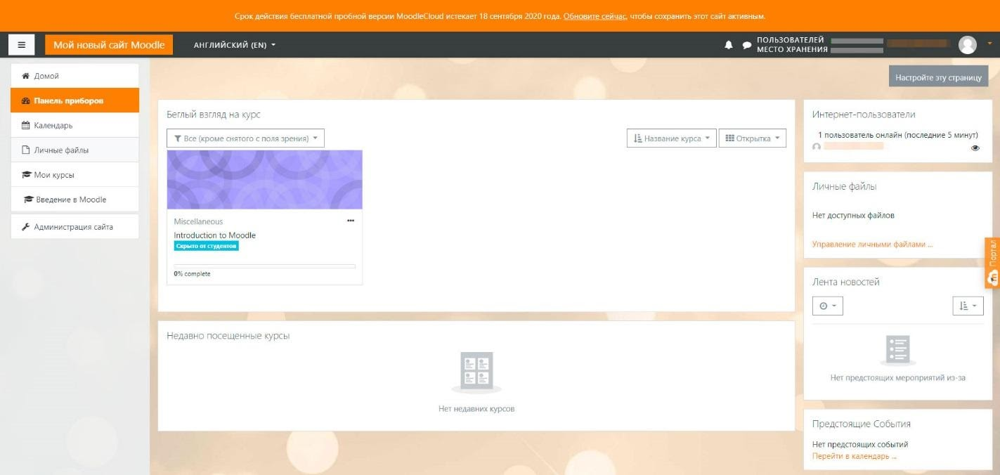 Срок действия бесплатной пробной версии MoodleCloud истекает 18 сентября 2020 года. Обновите сейчас, чтобы сохранить этот сайт активным.
Мой новый сайт Moodle
АНГЛИЙСКИЙ (EN)
ПОЛЬЗОВАТЕЛЕЙ
МЕСТО ХРАНЕНИЯ
Настройте эту страницу
Домой
Панель приборов
Календарь
Личные файлы
Мои курсы
Введение в Moodle
Администрация сайта
Беглый взгляд на курс
Все (кроме снятого с поля зрения)
Название курса
Открытка
Miscellaneous
Introduction to Moodle
Скрыто от студентов
0% complete
Недавно посещенные курсы
Нет недавних курсов
Интернет-пользователи
1 пользователь онлайн (последние 5 минут)
Личные файлы
Нет доступных файлов
Управление личными файлами ...
Портал
Лента новостей
Нет предстоящих мероприятий из-за
Предстоящие События
Нет предстоящих событий
Перейти в календарь ...